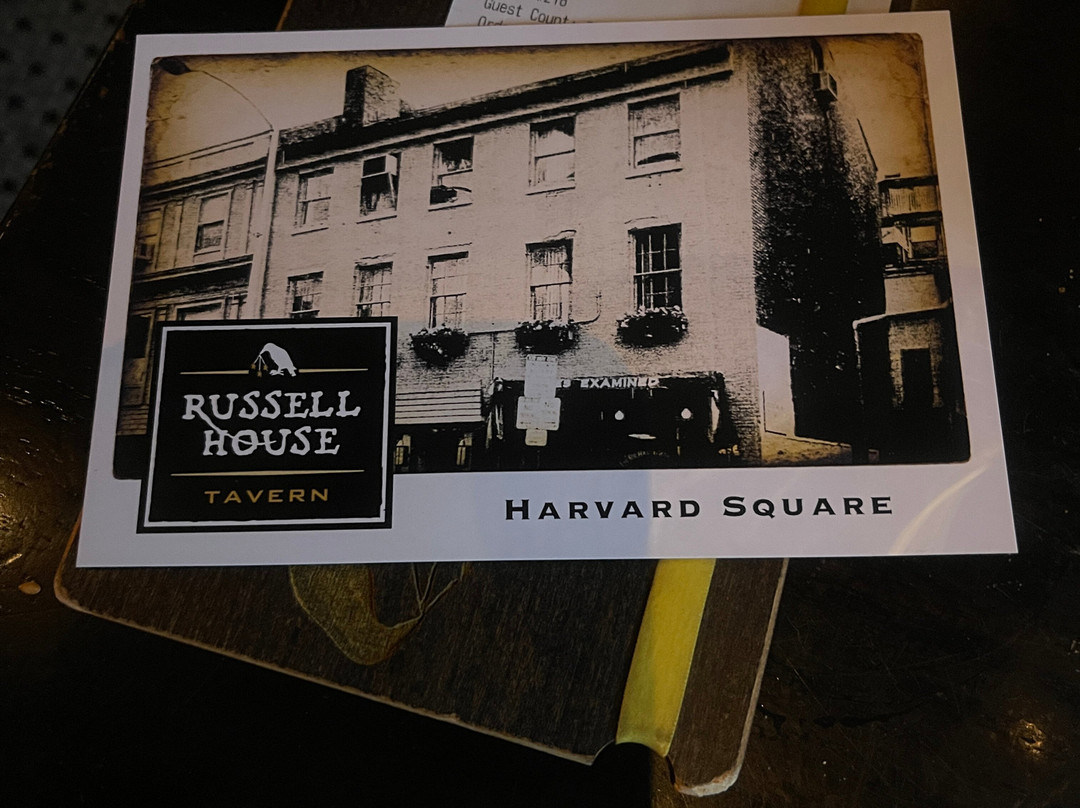 Guest Count
RUSSELL
HOUSE
TAVERN
EXAMINED
HARVARD SQUARE